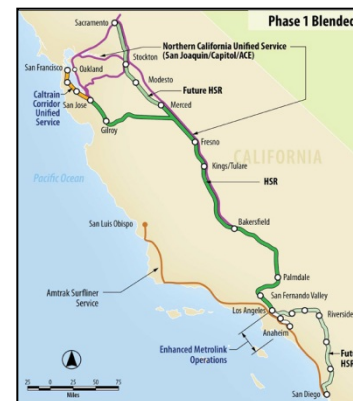 Phase 1 Blended
Sacramento
Northern California Unified Service
(San Joaquin/Capitol/ACE)
Stockton
San Francisco
Oakland
Modesto
Future HSR
Caltrain
Corridor
Unified
Service
San Jose
Merced
Gilroy
Fresno
CALIFORNIA
Pacific Ocean
Kings/Tulare
HSR
San Luis Obispo
Bakersfield
Amtrak Surfliner
Service
Palmdale
San Fernando Valley
Los Angeles
Riverside
Anaheim
Enhanced Metrolink
Operations
Futu
HSR
25 0 25 50 75
Miles
San Diego